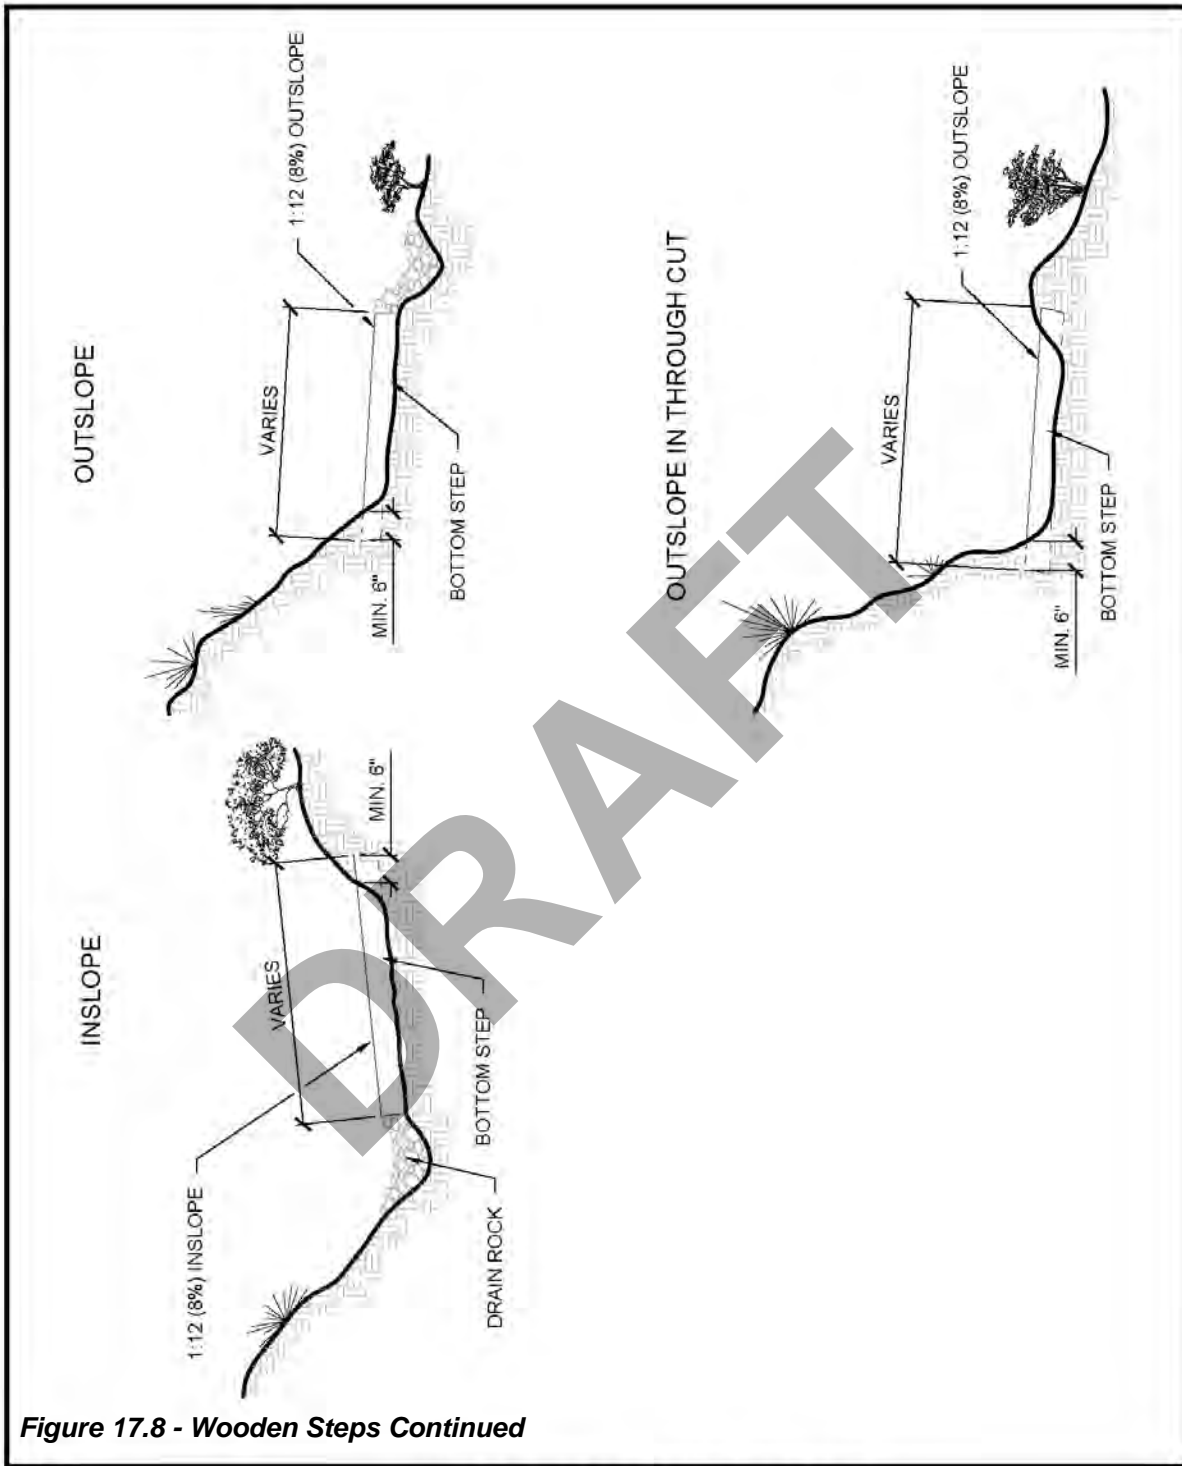 INSLOPE
VARIES
1:12 (8%) INSLOPE
MIN. 6"
BOTTOM STEP
DRAIN ROCK
OUTSLOPE
VARIES
1:12 (8%) OUTSLOPE
MIN. 6"
BOTTOM STEP
OUTSLOPE IN THROUGH CUT
VARIES
1:12 (8%) OUTSLOPE
MIN. 6"
BOTTOM STEP
DRAFT
Figure 17.8 - Wooden Steps Continued